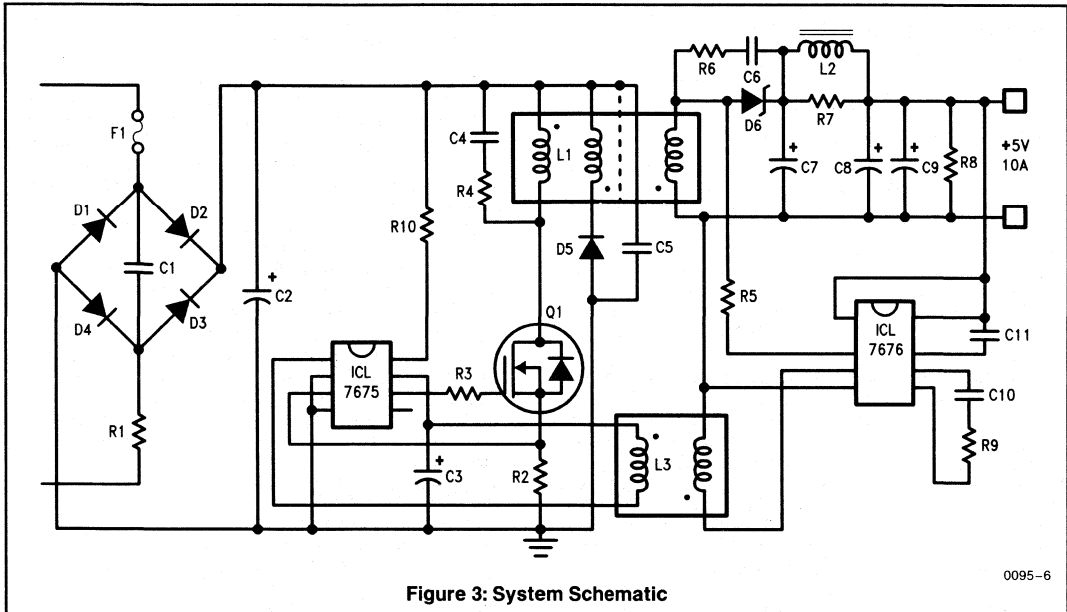 F1
D1
D2
D4
D3
C1
R1
+
C2
R10
C4
R4
L1
D5
C5
R6
C6
L2
D6
R7
+
C7
+
C8
+
C9
R8
+5V
10A
ICL
7675
R3
Q1
+
C3
R2
L3
R5
ICL
7676
C11
C10
R9
0095-6
Figure 3: System Schematic